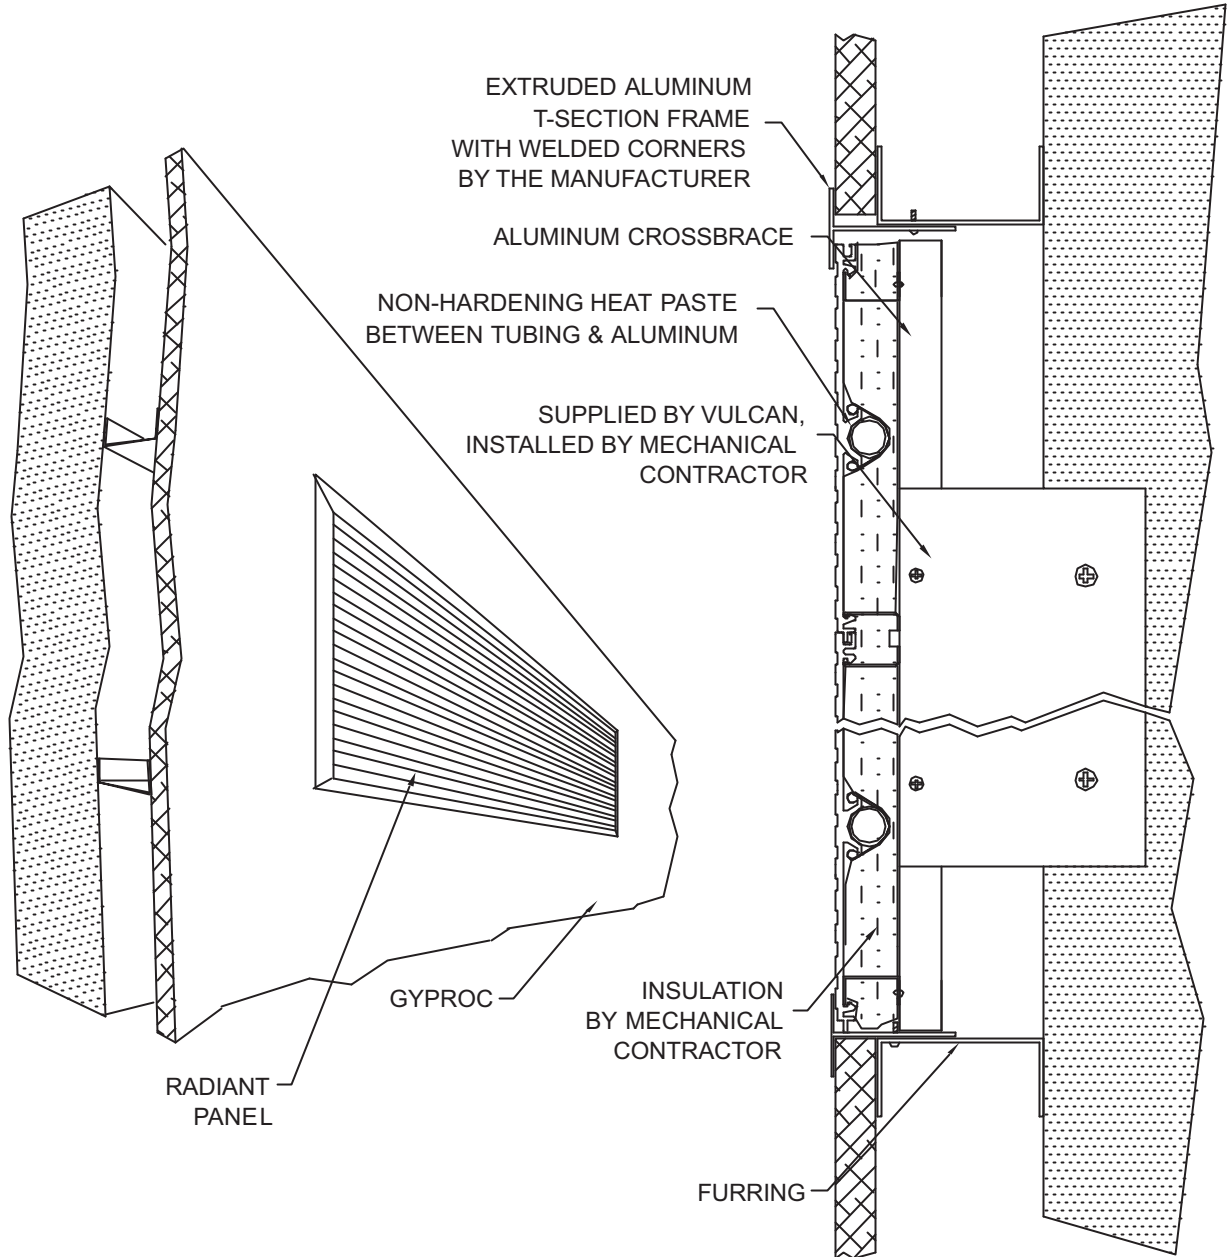 EXTRUDED ALUMINUM
T-SECTION FRAME
WITH WELDED CORNERS
BY THE MANUFACTURER
ALUMINUM CROSSBRACE
NON-HARDENING HEAT PASTE
BETWEEN TUBING & ALUMINUM
SUPPLIED BY VULCAN,
INSTALLED BY MECHANICAL
CONTRACTOR
GYPROC
INSULATION
BY MECHANICAL
CONTRACTOR
RADIANT
PANEL
FURRING